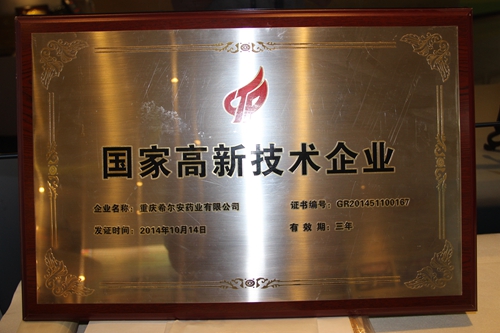 国家高新技术企业
企业名称：重庆希尔安药业有限公司 证书编号：GR201451100167
发证时间：2014年10月14日 有效期：三年